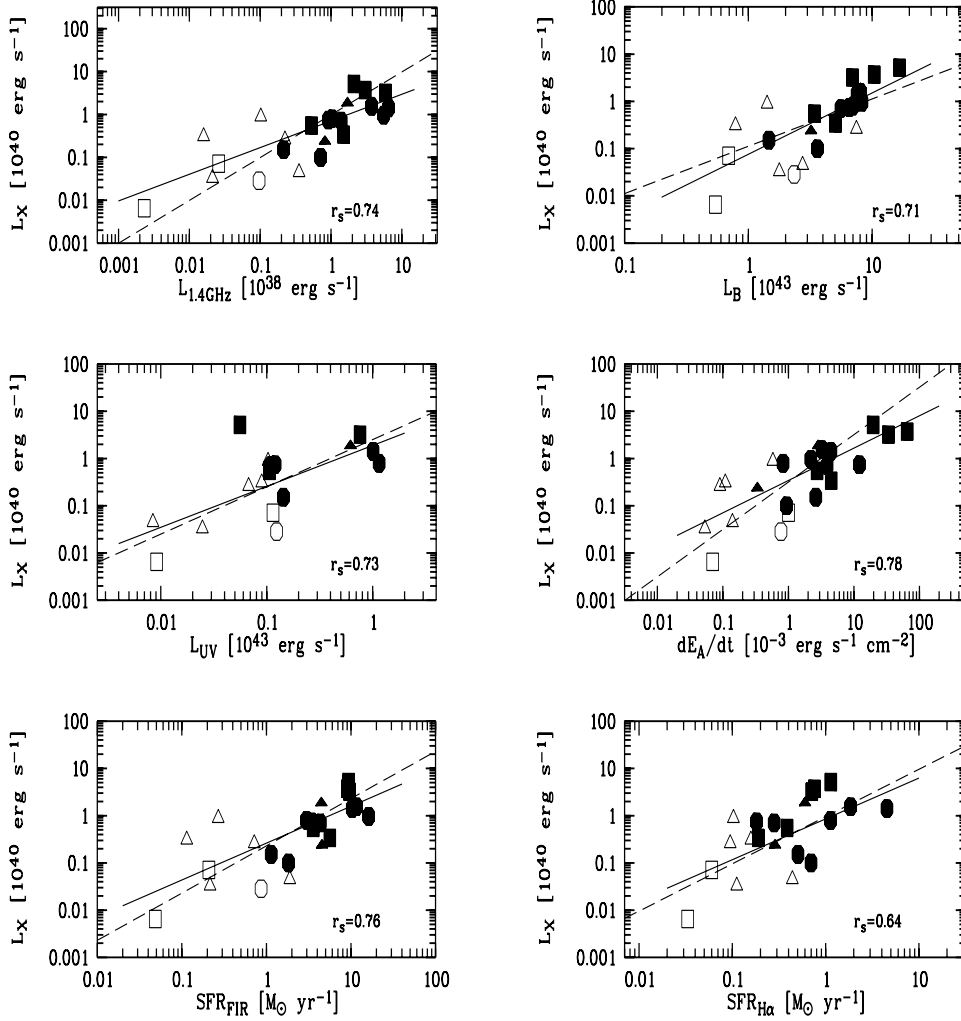 L_X [10^40 erg s^-1]
100
10
1
0.1
0.01
0.001
r_s=0.74
0.001 0.01 0.1 1 10
L_1.4GHz [10^38 erg s^-1]
L_X [10^40 erg s^-1]
100
10
1
0.1
0.01
0.001
r_s=0.71
0.1 1 10
L_B [10^43 erg s^-1]
L_X [10^40 erg s^-1]
100
10
1
0.1
0.01
0.001
r_s=0.73
0.01 0.1 1
L_UV [10^43 erg s^-1]
L_X [10^40 erg s^-1]
100
10
1
0.1
0.01
0.001
r_s=0.78
0.01 0.1 1 10 100
dE_A/dt [10^-3 erg s^-1 cm^-2]
L_X [10^40 erg s^-1]
100
10
1
0.1
0.01
0.001
r_s=0.76
0.01 0.1 1 10 100
SFR_FIR [M_⊙ yr^-1]
L_X [10^40 erg s^-1]
100
10
1
0.1
0.01
0.001
r_s=0.64
0.01 0.1 1 10
SFR_Hα [M_⊙ yr^-1]